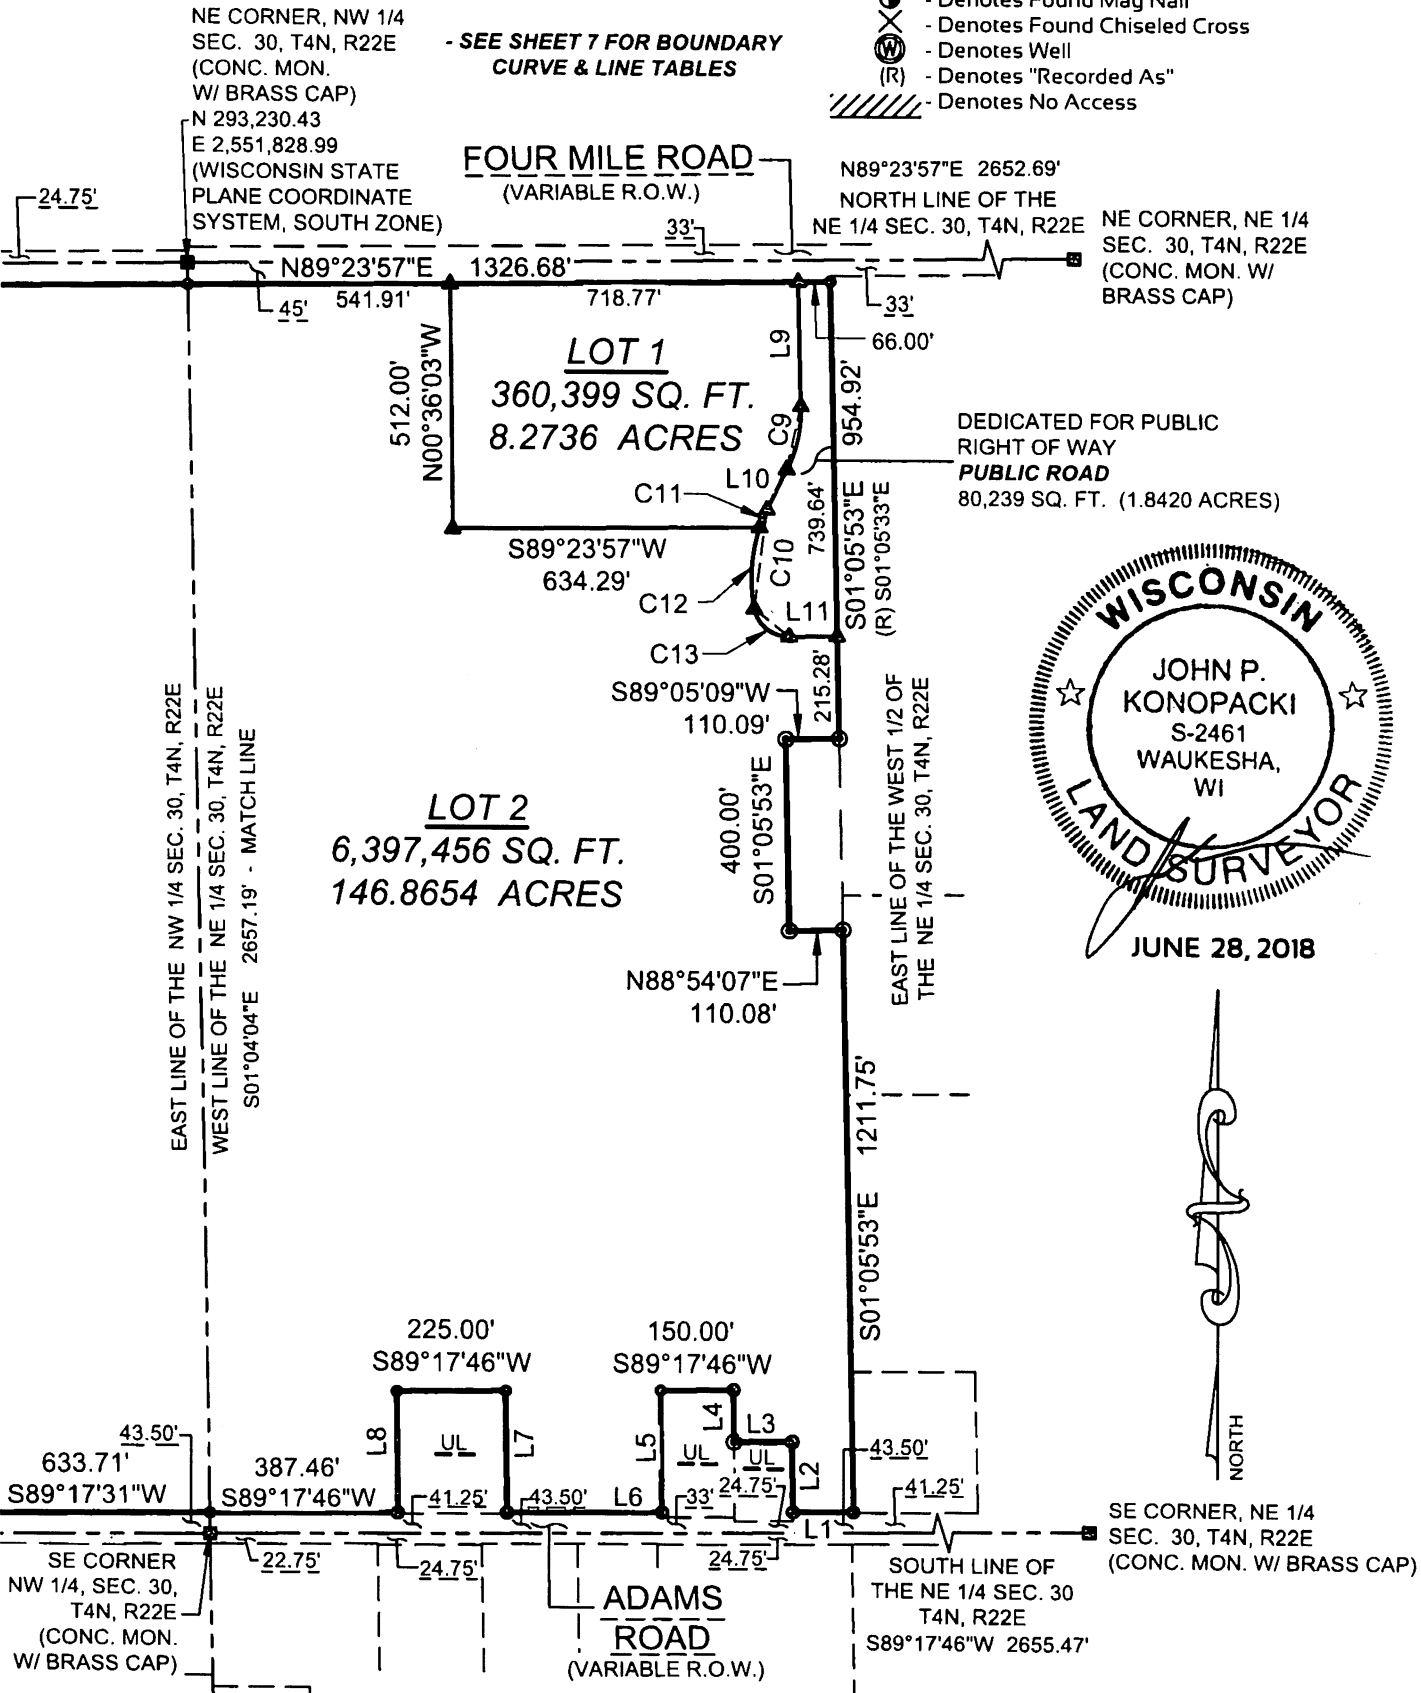 NE CORNER, NW 1/4
SEC. 30, T4N, R22E
(CONC. MON.
W/ BRASS CAP)
N 293,230.43
E 2,551,828.99
(WISCONSIN STATE
PLANE COORDINATE
SYSTEM, SOUTH ZONE)
- SEE SHEET 7 FOR BOUNDARY
CURVE & LINE TABLES
- Denotes Found Mag Nail
- Denotes Found Chiseled Cross
W - Denotes Well
(R) - Denotes "Recorded As"
- Denotes No Access
FOUR MILE ROAD
(VARIABLE R.O.W.)
N89°23'57"E 2652.69'
NORTH LINE OF THE
NE 1/4 SEC. 30, T4N, R22E
NE CORNER, NE 1/4
SEC. 30, T4N, R22E
(CONC. MON. W/
BRASS CAP)
24.75'
33'
N89°23'57"E 1326.68'
45'
541.91'
718.77'
33'
66.00'
LOT 1
360,399 SQ. FT.
8.2736 ACRES
512.00'
N00°36'03"W
L9
C9
L10
C11
C10
C12
L11
C13
954.92'
739.64'
S01°05'53"E
(R) S01°05'33"E
S89°23'57"W
634.29'
DEDICATED FOR PUBLIC
RIGHT OF WAY
PUBLIC ROAD
80,239 SQ. FT. (1.8420 ACRES)
WISCONSIN
JOHN P.
KONOPACKI
S-2461
WAUKESHA,
WI
LAND SURVEYOR
JUNE 28, 2018
S89°05'09"W
110.09'
215.28'
400.00'
S01°05'53"E
N88°54'07"E
110.08'
EAST LINE OF THE WEST 1/2 OF
THE NE 1/4 SEC. 30, T4N, R22E
EAST LINE OF THE NW 1/4 SEC. 30, T4N, R22E
WEST LINE OF THE NE 1/4 SEC. 30, T4N, R22E
S01°04'04"E 2657.19' - MATCH LINE
LOT 2
6,397,456 SQ. FT.
146.8654 ACRES
S01°05'53"E 1211.75'
NORTH
225.00'
S89°17'46"W
150.00'
S89°17'46"W
L8
UL
L7
L5
UL
L4
L3
UL
L2
43.50'
633.71'
S89°17'31"W
387.46'
S89°17'46"W
41.25'
43.50'
L6
33'
24.75'
L1
43.50'
41.25'
22.75'
24.75'
24.75'
SE CORNER
NW 1/4, SEC. 30,
T4N, R22E
(CONC. MON.
W/ BRASS CAP)
ADAMS
ROAD
(VARIABLE R.O.W.)
SOUTH LINE OF
THE NE 1/4 SEC. 30
T4N, R22E
S89°17'46"W 2655.47'
SE CORNER, NE 1/4
SEC. 30, T4N, R22E
(CONC. MON. W/ BRASS CAP)